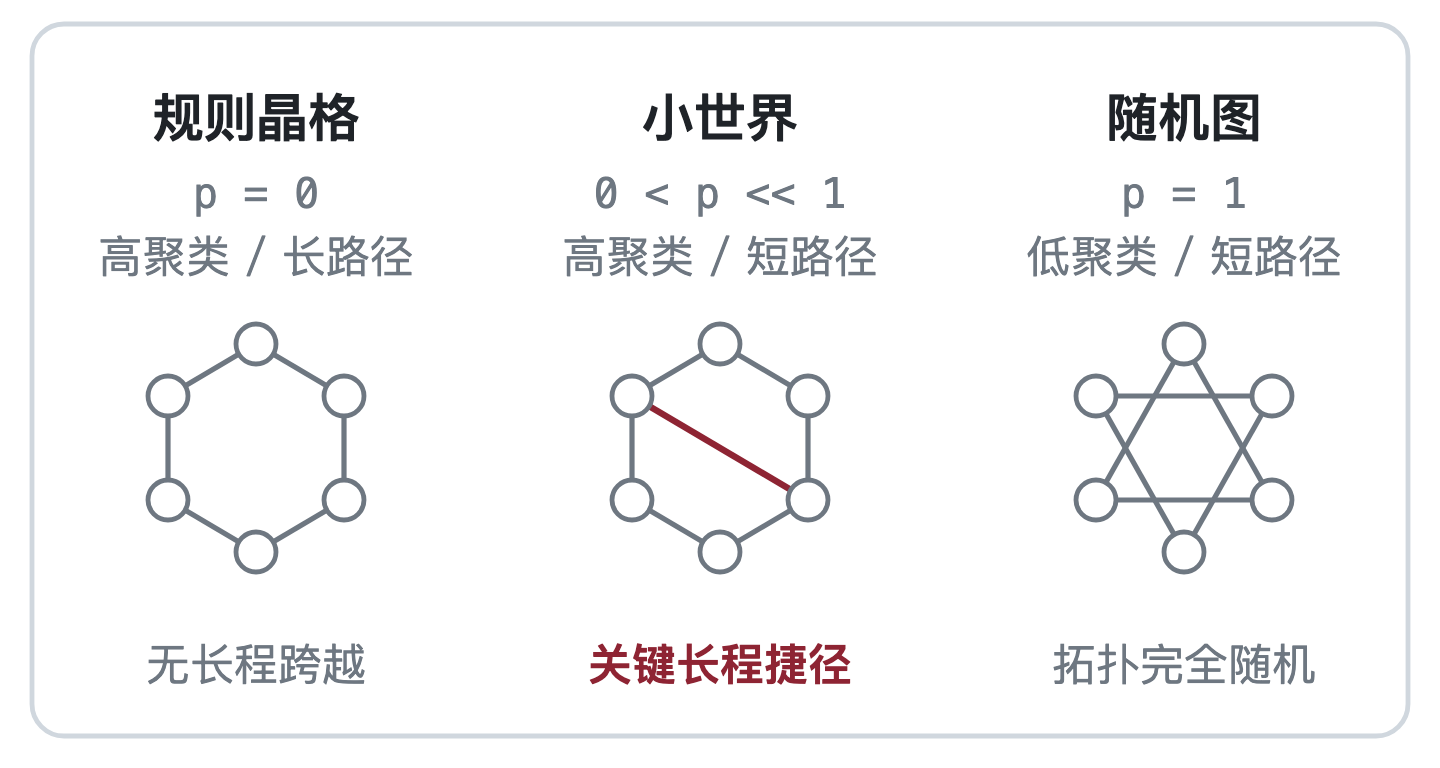 规则晶格
p = 0
高聚类 / 长路径
无长程跨越
小世界
0 < p << 1
高聚类 / 短路径
关键长程捷径
随机图
p = 1
低聚类 / 短路径
拓扑完全随机